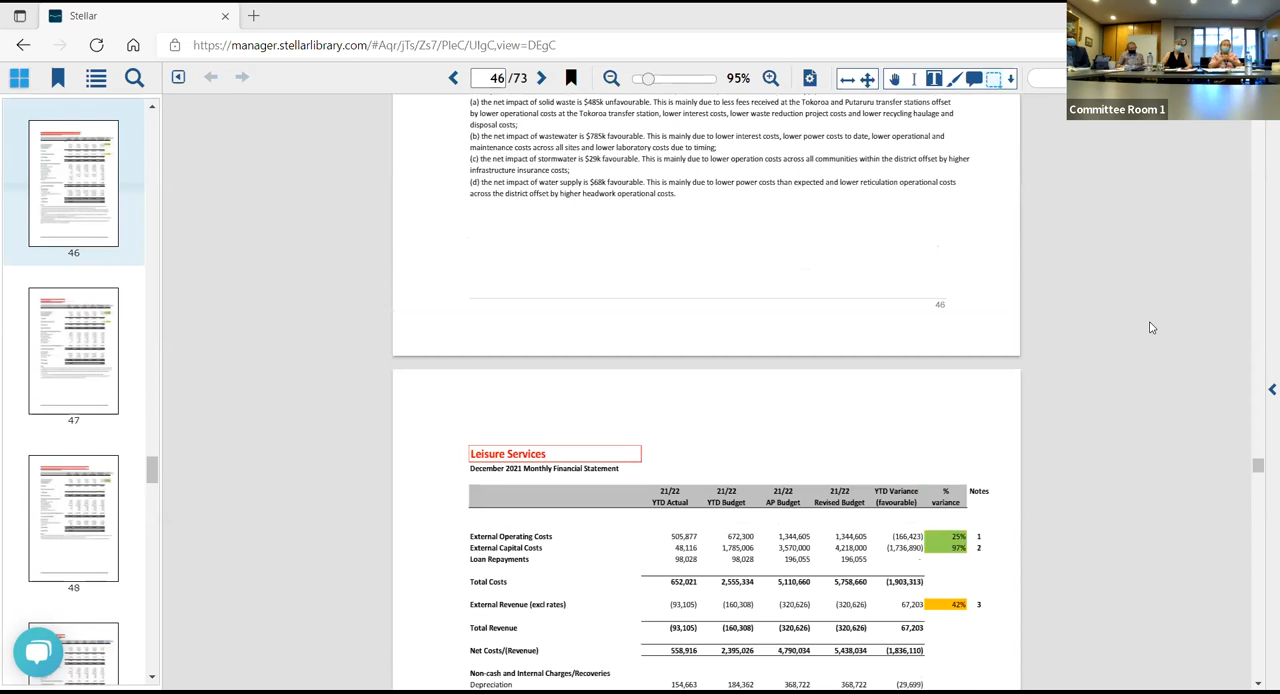 Stellar
https://manager.stellarlibrary.com/#Aqr/jTs/Zs7/PIeC/UIgC,view=DEgC
46 /73
95%
Committee Room 1
(a) the net impact of solid waste is $485k unfavourable. This is mainly due to less fees received at the Tokoroa and Putaruru transfer stations offset
by lower operational costs at the Tokoroa transfer station, lower interest costs, lower waste reduction project costs and lower recycling haulage and
disposal costs;
(b) the net impact of wastewater is $785k favourable. This is mainly due to lower interest costs, lower power costs to date, lower operational and
maintenance costs across all sites and lower laboratory costs due to timing;
(c) the net impact of stormwater is $29k favourable. This is mainly due to lower operation costs across all communities within the district offset by higher
infrastructure insurance costs;
(d) the net impact of water supply is $68k favourable. This is mainly due to lower power costs than expected and lower reticulation operational costs
across the district offset by higher headwork operational costs.
46
46
47
48
Leisure Services
December 2021 Monthly Financial Statement
21/22 21/22 21/22 21/22 YTD Variance % Notes
YTD Actual YTD Budget AP Budget Revised Budget (favourable) variance
External Operating Costs 505,877 672,300 1,344,605 1,344,605 (166,423) 25% 1
External Capital Costs 48,116 1,785,006 3,570,000 4,218,000 (1,736,890) 97% 2
Loan Repayments 98,028 98,028 196,055 196,055 -
Total Costs 652,021 2,555,334 5,110,660 5,758,660 (1,903,313)
External Revenue (excl rates) (93,105) (160,308) (320,626) (320,626) 67,203 42% 3
Total Revenue (93,105) (160,308) (320,626) (320,626) 67,203
Net Costs/(Revenue) 558,916 2,395,026 4,790,034 5,438,034 (1,836,110)
Non-cash and Internal Charges/Recoveries
Depreciation 154,663 184,362 368,722 368,722 (29,699)